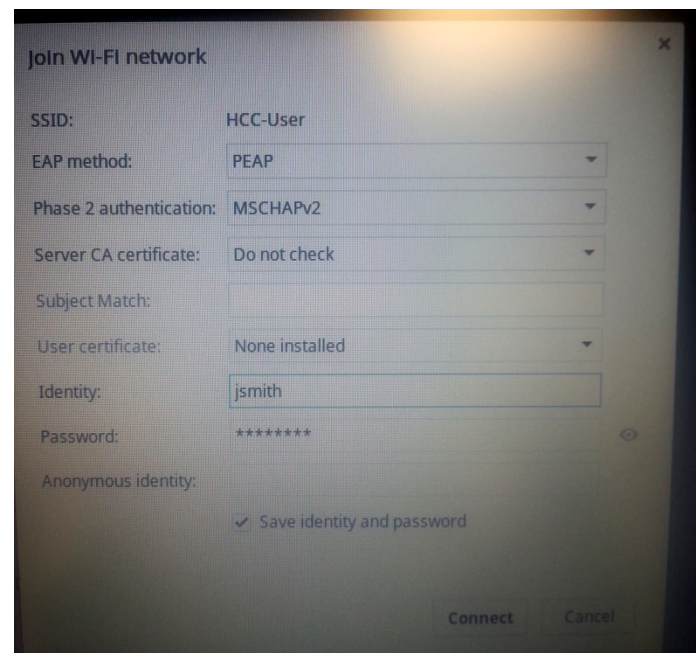 Join Wi-Fi network
SSID: HCC-User
EAP method: PEAP
Phase 2 authentication: MSCHAPv2
Server CA certificate: Do not check
Subject Match:
User certificate: None installed
Identity: jsmith
Password: ********
Anonymous identity:
Save identity and password
Connect Cancel